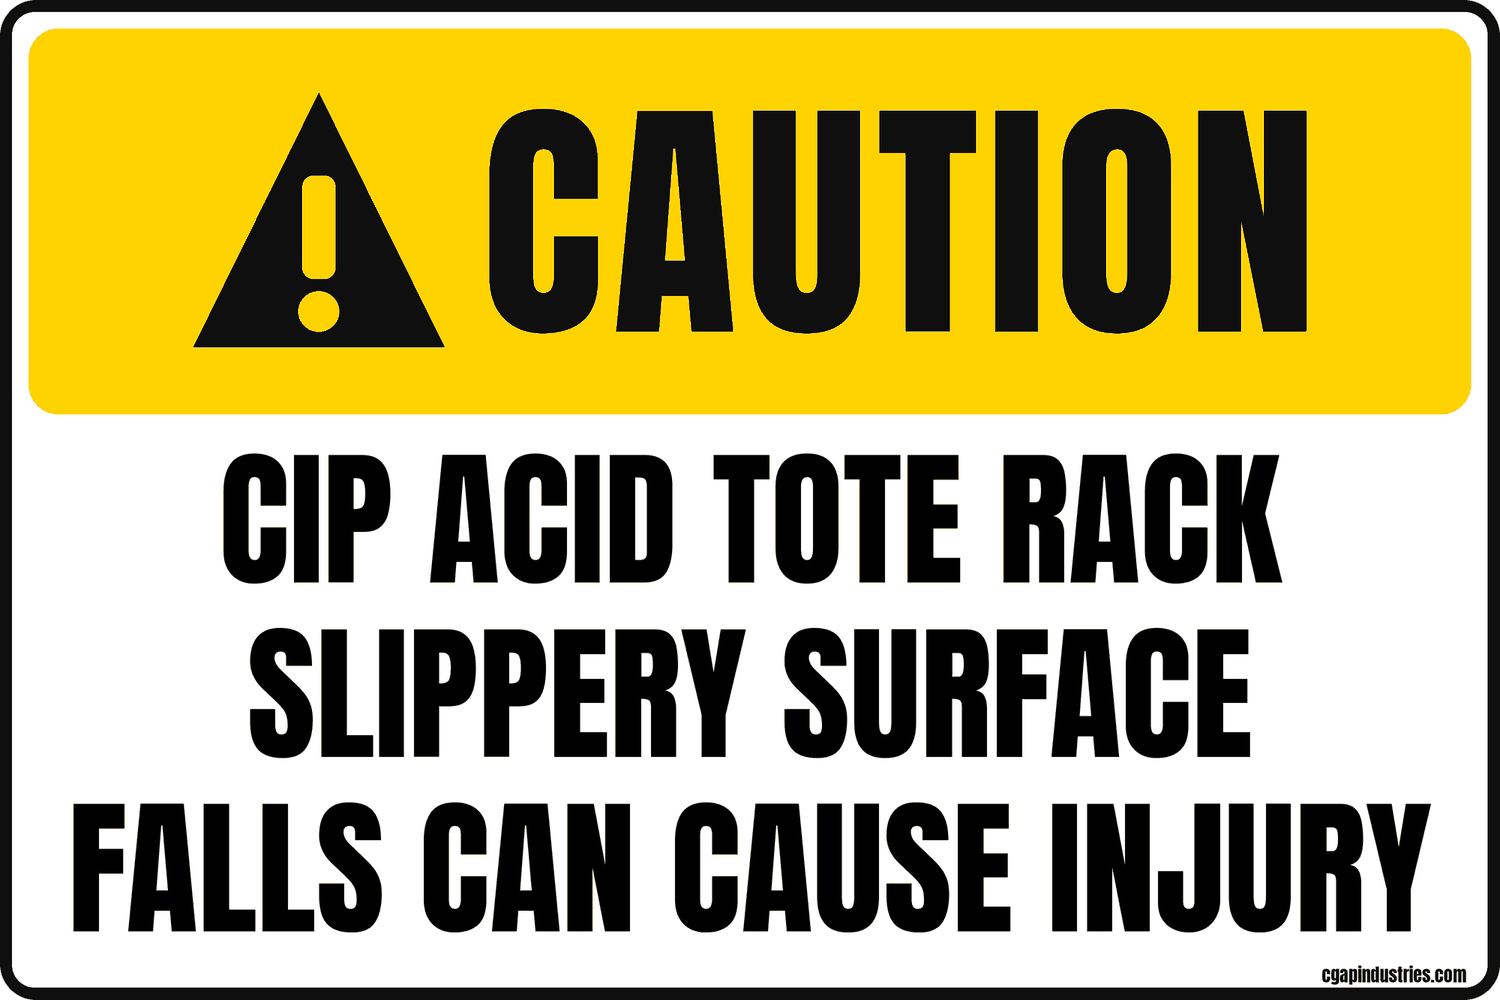 CAUTION
CIP ACID TOTE RACK
SLIPPERY SURFACE
FALLS CAN CAUSE INJURY
cgapindustries.com